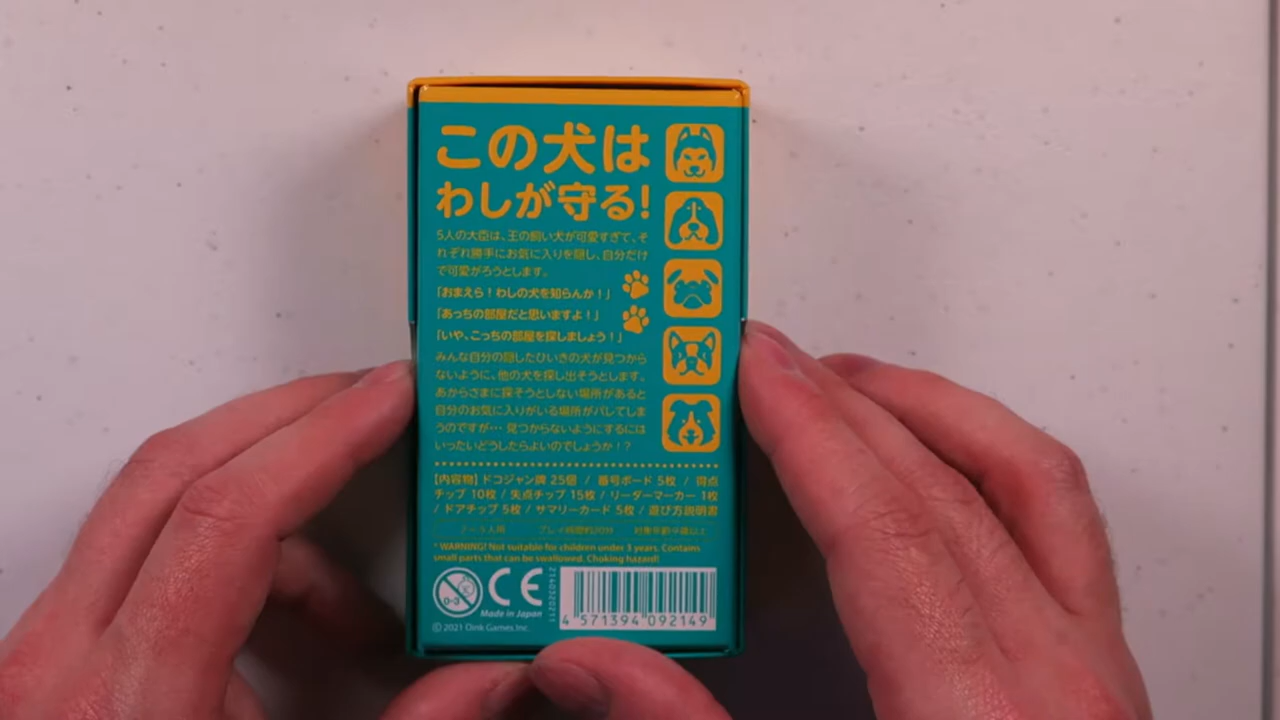 この犬は
わしが守る!
5人の大臣は、王の飼い犬が可愛すぎて、そ
れぞれ勝手にお気に入りを隠し、自分だけ
で可愛がろうとします。
「おまえら!わしの犬を知らんか!」
「あっちの部屋だと思いますよ!」
「いや、こっちの部屋を探しましょう!」
みんな自分の隠したひいきの犬が見つから
ないように、他の犬を探し出そうとします。
あからさまに探そうとしない場所があると
自分のお気に入りがいる場所がバレてしま
うのですが… 見つからないようにするには
いったいどうしたらよいのでしょうか!?
【内容物】ドコジャン牌 25個 / 番号ボード 5枚 / 得点
チップ 10枚 / 失点チップ 15枚 / リーダーマーカー 1枚
/ ドアチップ 5枚 / サマリーカード 5枚 / 遊び方説明書
* WARNING! Not suitable for children under 3 years. Contains
small parts that can be swallowed. Choking hazard!
0-3
CE
Made in Japan
© 2021 Oink Games Inc.
4 571394 092149